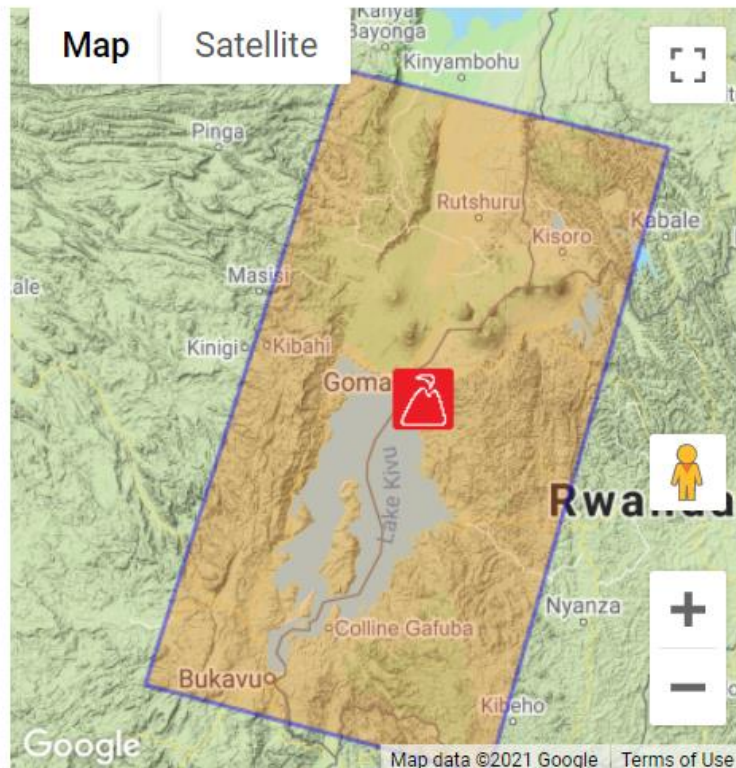 Kanya
Bayonga
Map
Satellite
Kinyambohu
Pinga
Rutshuru
Kabale
Kisoro
Masisi
ale
Kinigi
Kibahi
Goma
Lake Kivu
Rwanda
Nyanza
Colline Gafuba
Bukavu
Kibeho
Google
Map data ©2021 Google
Terms of Use